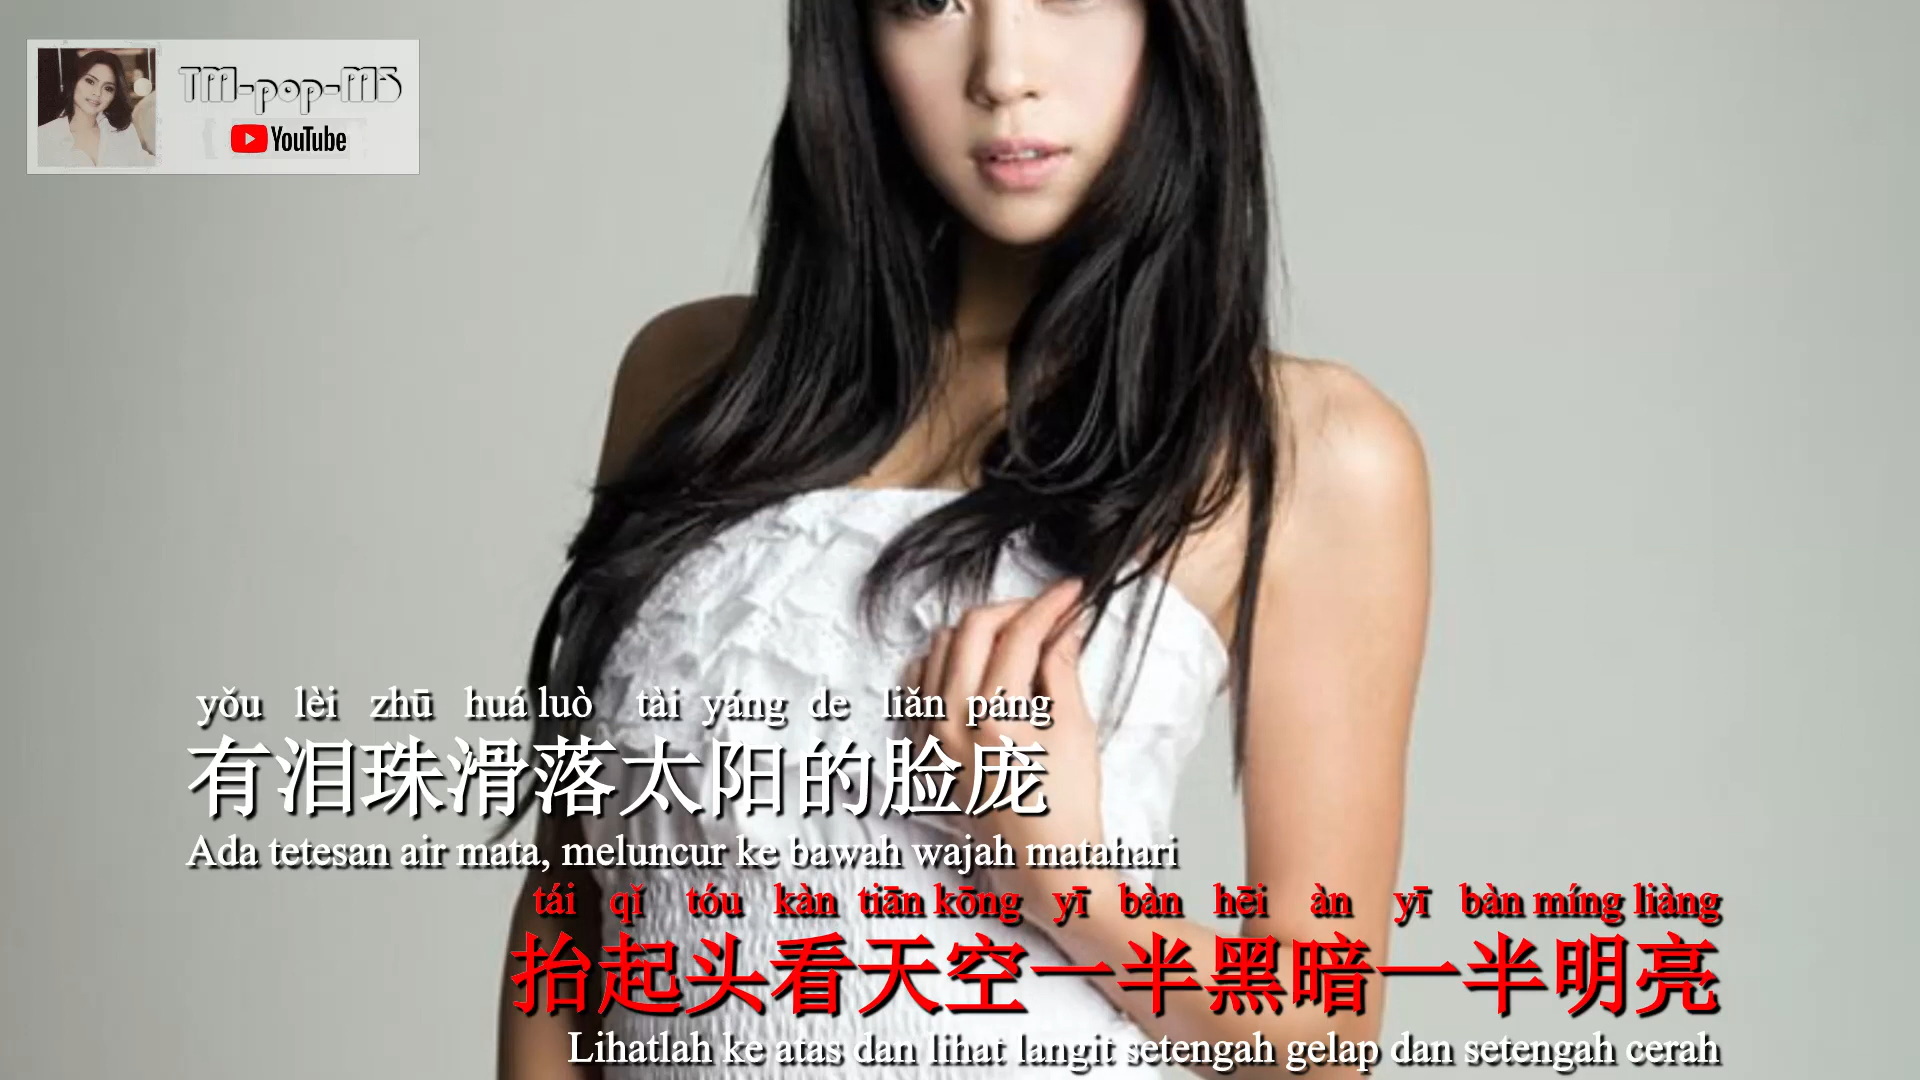 TM-pop-M3
YouTube
yǒu lèi zhū huá luò tài yáng de liǎn páng
有泪珠滑落太阳的脸庞
Ada tetesan air mata, meluncur ke bawah wajah matahari
tái qǐ tóu kàn tiān kōng yī bàn hēi àn yī bàn míng liàng
抬起头看天空一半黑暗一半明亮
Lihatlah ke atas dan lihat langit setengah gelap dan setengah cerah